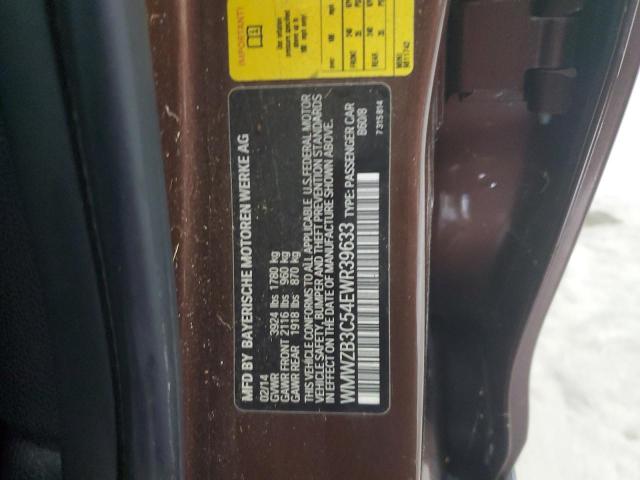 IMPORTANT!
MINI
MFD BY BAYERISCHE MOTOREN WERKE AG
02/14
GVWR 3924 lbs 1780 kg
GAWR FRONT 2116 lbs 960 kg
GAWR REAR 1918 lbs 870 kg
THIS VEHICLE CONFORMS TO ALL APPLICABLE U.S. FEDERAL MOTOR
VEHICLE SAFETY, BUMPER AND THEFT PREVENTION STANDARDS IN EFFECT ON THE
DATE OF MANUFACTURE SHOWN ABOVE.
WMWZB3C54EWR39633 TYPE: PASSENGER CAR
B60/8
7 315 814